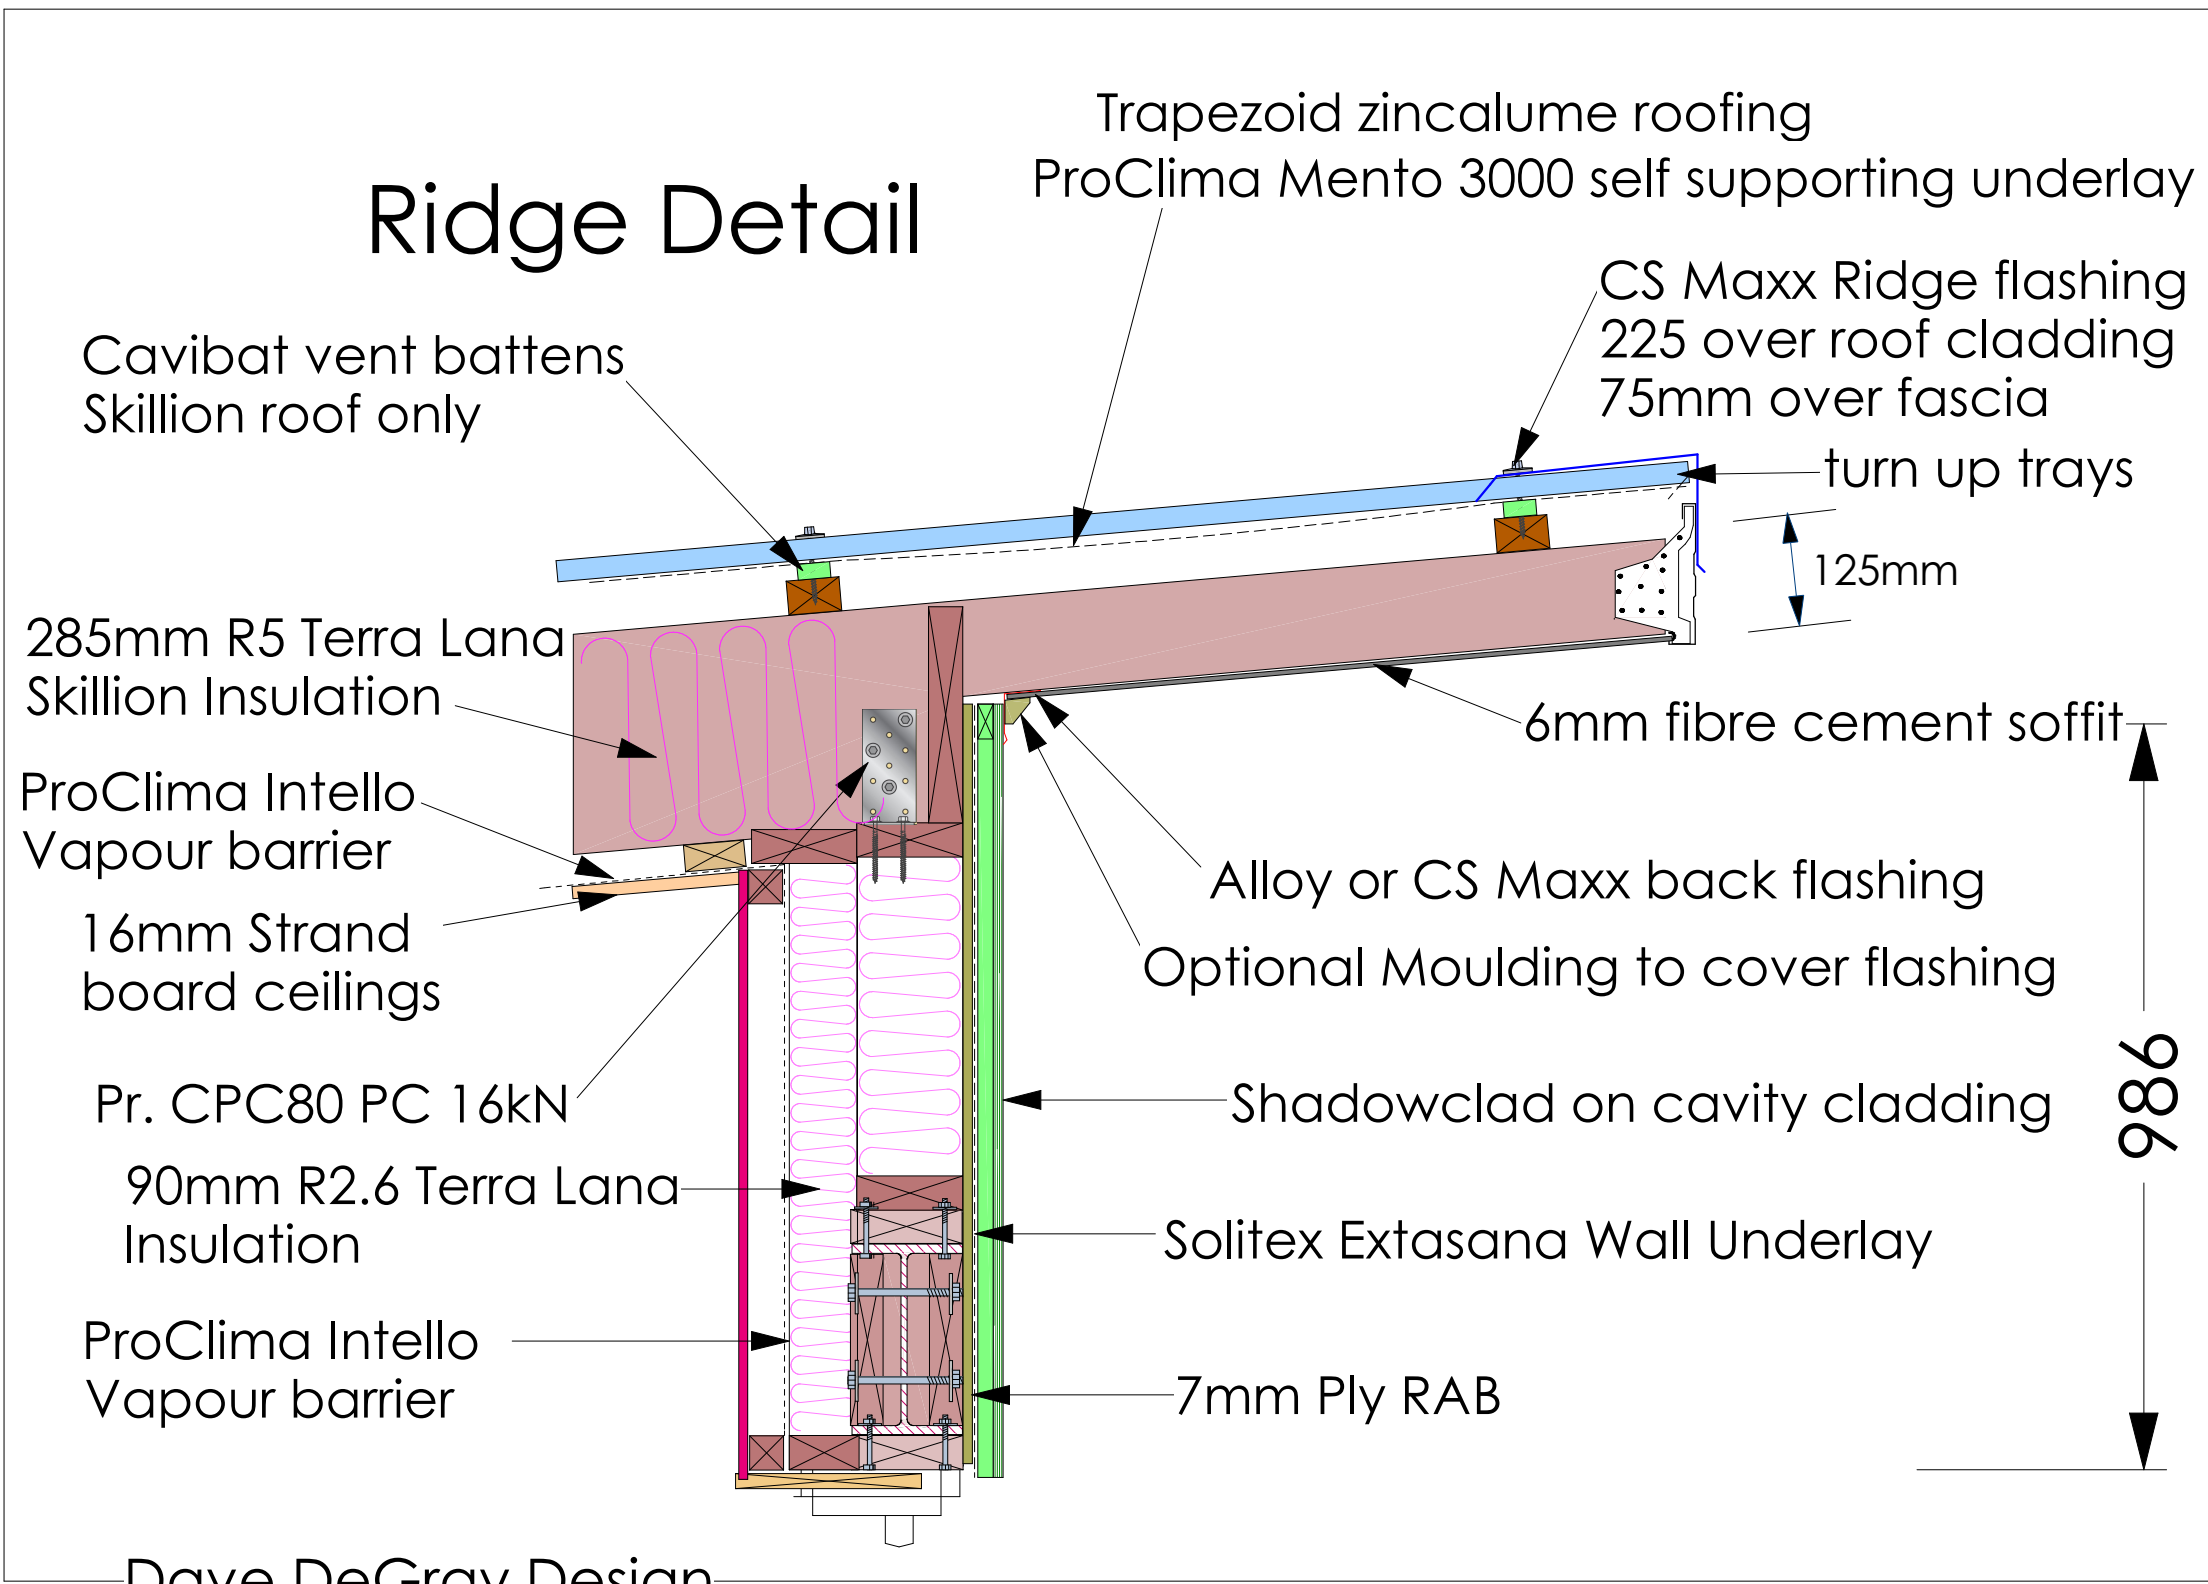 Ridge Detail
Trapezoid zincalume roofing
ProClima Mento 3000 self supporting underlay
CS Maxx Ridge flashing
225 over roof cladding
75mm over fascia
turn up trays
125mm
Cavibat vent battens
Skillion roof only
285mm R5 Terra Lana
Skillion Insulation
6mm fibre cement soffit
ProClima Intello
Vapour barrier
16mm Strand
board ceilings
Alloy or CS Maxx back flashing
Optional Moulding to cover flashing
986
Pr. CPC80 PC 16kN
Shadowclad on cavity cladding
90mm R2.6 Terra Lana
Insulation
Solitex Extasana Wall Underlay
ProClima Intello
Vapour barrier
7mm Ply RAB
Dave DeGray Design